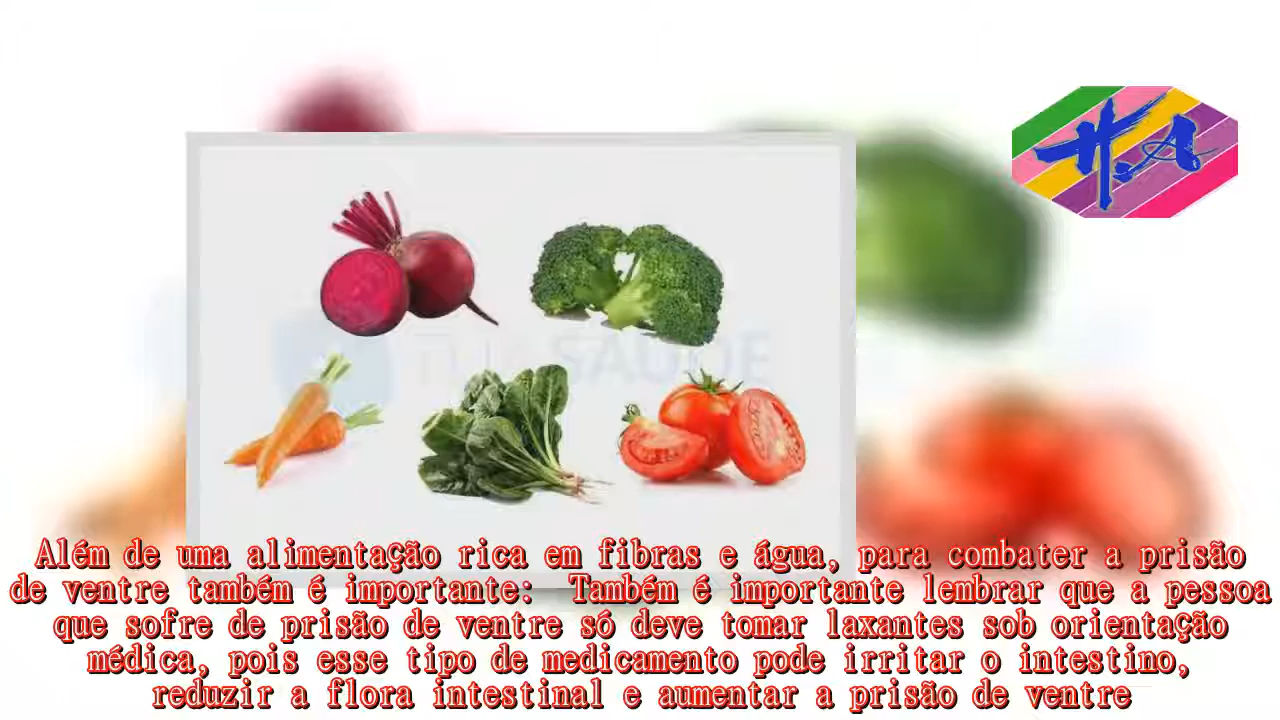 H.A
TUA SAÚDE
Além de uma alimentação rica em fibras e água, para combater a prisão
de ventre também é importante: Também é importante lembrar que a pessoa
que sofre de prisão de ventre só deve tomar laxantes sob orientação
médica, pois esse tipo de medicamento pode irritar o intestino,
reduzir a flora intestinal e aumentar a prisão de ventre